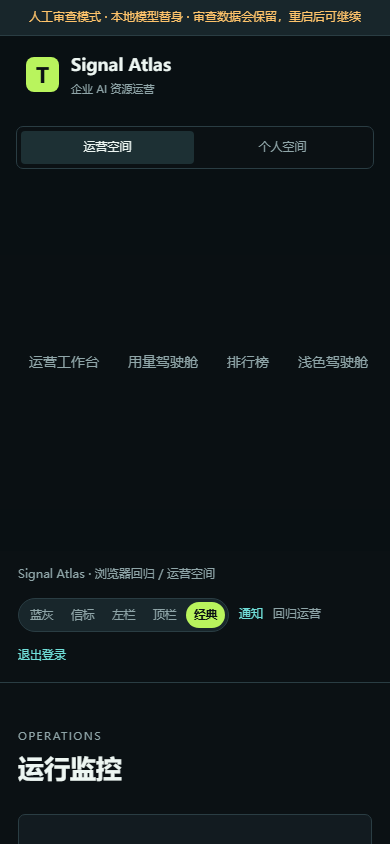 人工审查模式 · 本地模型替身 · 审查数据会保留，重启后可继续
T
Signal Atlas
企业 AI 资源运营
运营空间 个人空间
运营工作台 用量驾驶舱 排行榜 浅色驾驶舱
Signal Atlas · 浏览器回归 / 运营空间
蓝灰 信标 左栏 顶栏 经典 通知 回归运营
退出登录
OPERATIONS
运行监控